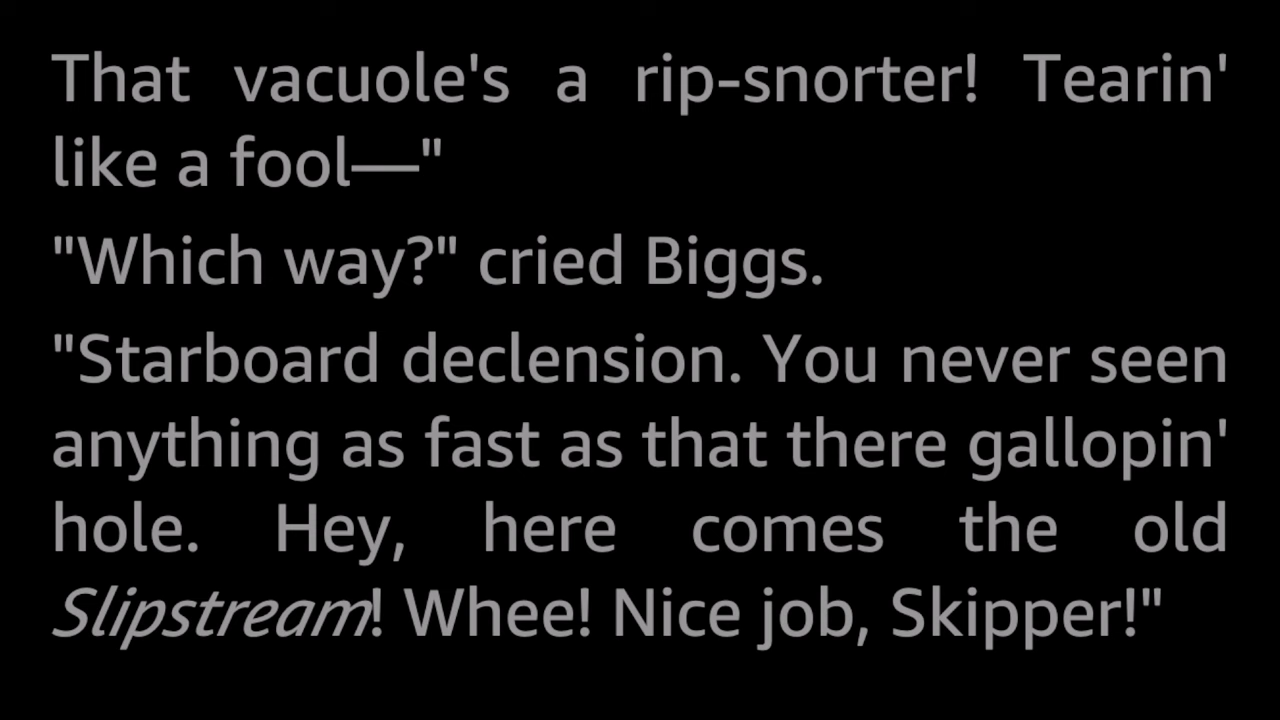 That vacuole's a rip-snorter! Tearin'
like a fool—"
"Which way?" cried Biggs.
"Starboard declension. You never seen
anything as fast as that there gallopin'
hole. Hey, here comes the old
Slipstream! Whee! Nice job, Skipper!"